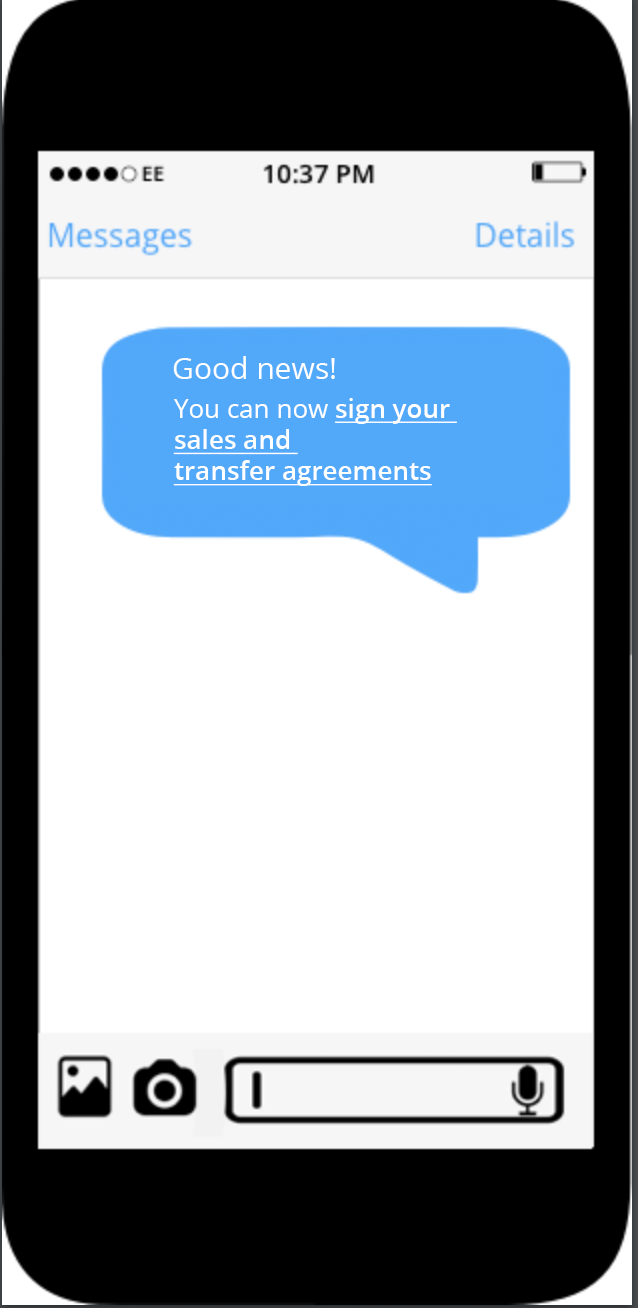 EE 10:37 PM
Messages Details
Good news!
You can now sign your
sales and
transfer agreements